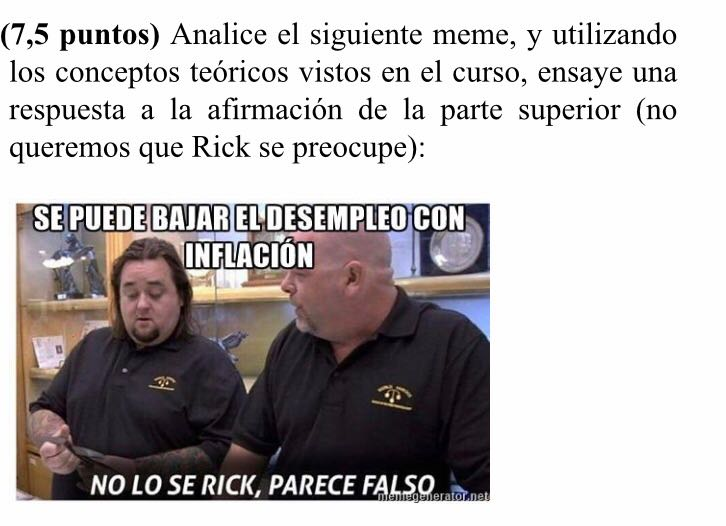 (7,5 puntos) Analice el siguiente meme, y utilizando
los conceptos teóricos vistos en el curso, ensaye una
respuesta a la afirmación de la parte superior (no
queremos que Rick se preocupe):
SE PUEDE BAJAR EL DESEMPLEO CON
INFLACIÓN
NO LO SE RICK, PARECE FALSO
memegenerator.net